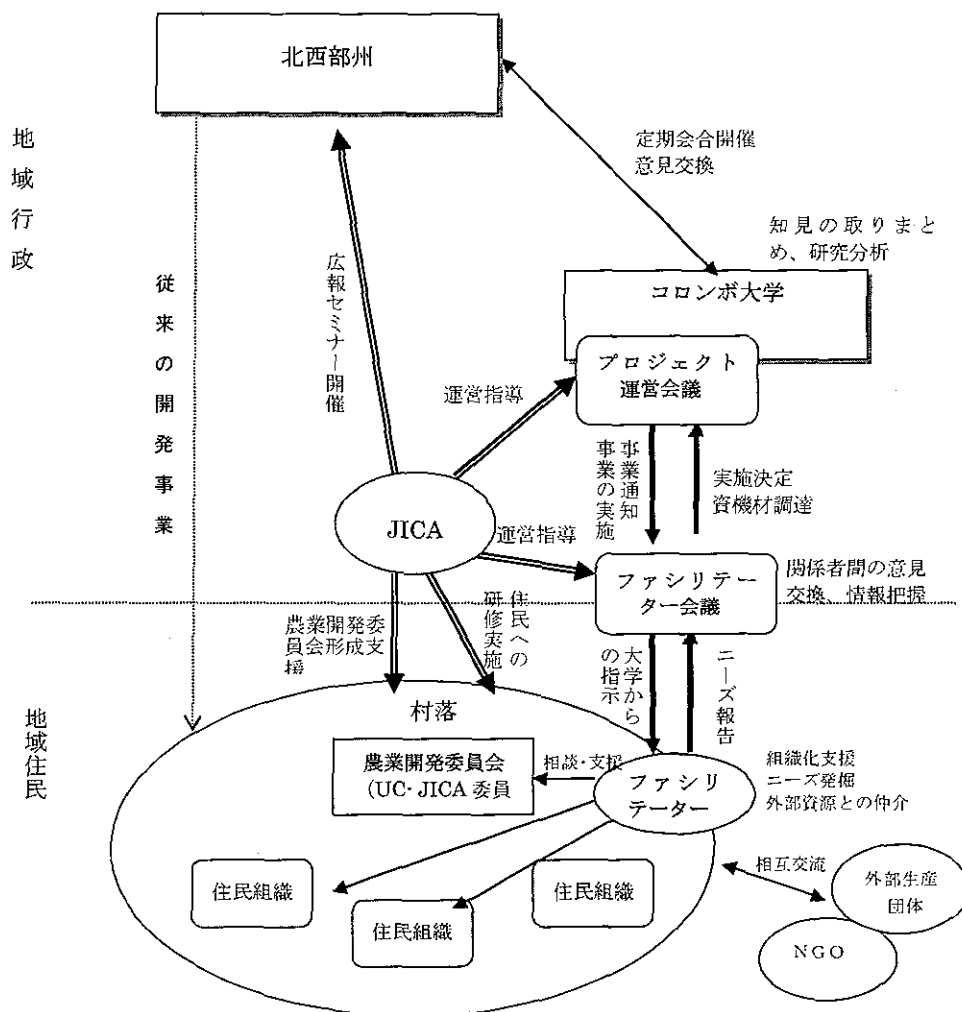 北西部州
地域行政
定期会合開催
意見交換
知見の取りまと
め、研究分析
コロンボ大学
プロジェクト
運営会議
従来の開発事業
広報セミナー開催
運営指導
事業通知
事業の実施
実施決定
資機材調達
JICA
運営指導
ファシリテー
ター会議
関係者間の意見
交換、情報把握
農業開発委
員会形成支
援
住民への
研修実施
大学から
の指示
ニーズ報告
地域住民
村落
農業開発委員会
(UC・JICA 委員
相談・支援
ファシリ
テーター
組織化支援
ニーズ発掘
外部資源との仲介
住民組織
住民組織
住民組織
相互交流
外部生産
団体
NGO